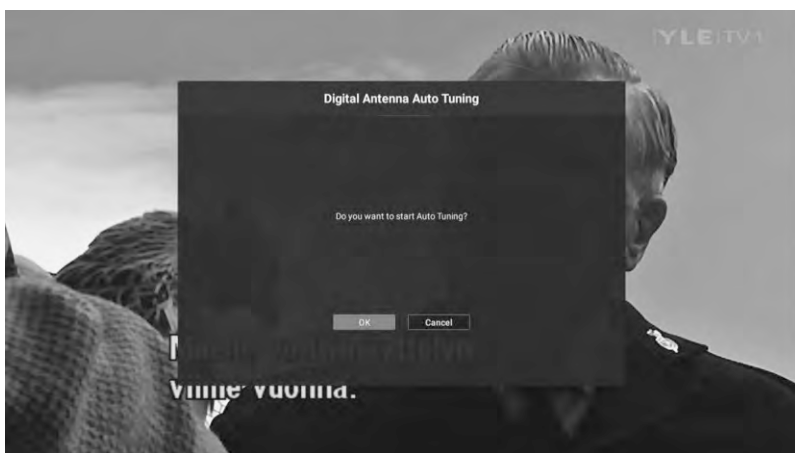 YLE TV1
Digital Antenna Auto Tuning
Do you want to start Auto Tuning?
OK
Cancel
viime vuonna.